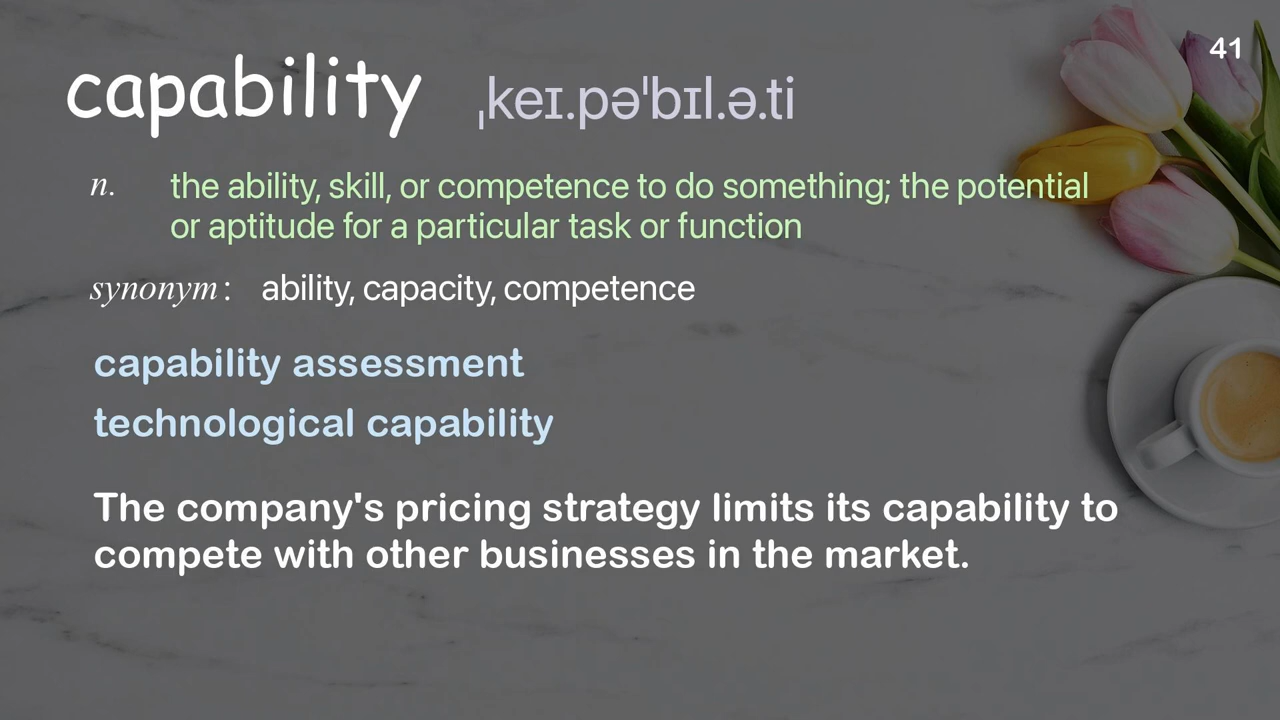 41
capability ˌkeɪ.pəˈbɪl.ə.ti
n. the ability, skill, or competence to do something; the potential
or aptitude for a particular task or function
synonym : ability, capacity, competence
capability assessment
technological capability
The company's pricing strategy limits its capability to
compete with other businesses in the market.